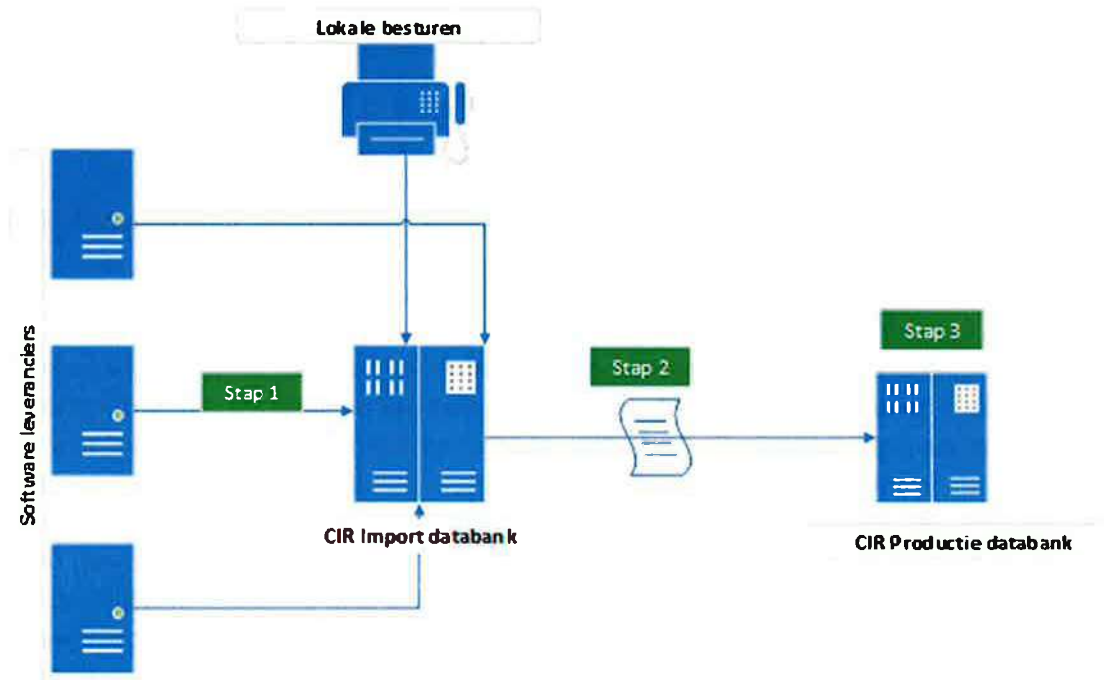 Lokale besturen
Software leveranciers
Stap 1
Stap 2
Stap 3
CIR Import databank
CIR Productie databank